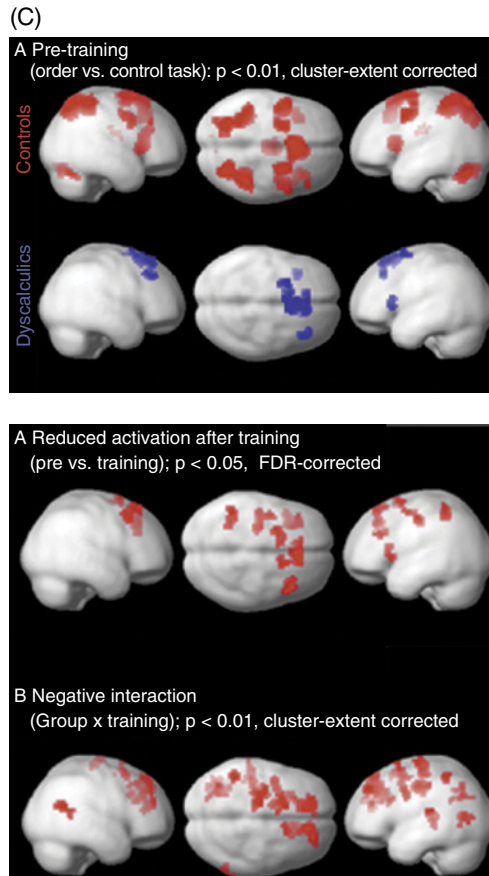 (C)
A Pre-training
(order vs. control task): p < 0.01, cluster-extent corrected
Controls
Dyscalculics
A Reduced activation after training
(pre vs. training); p < 0.05, FDR-corrected
B Negative interaction
(Group x training); p < 0.01, cluster-extent corrected